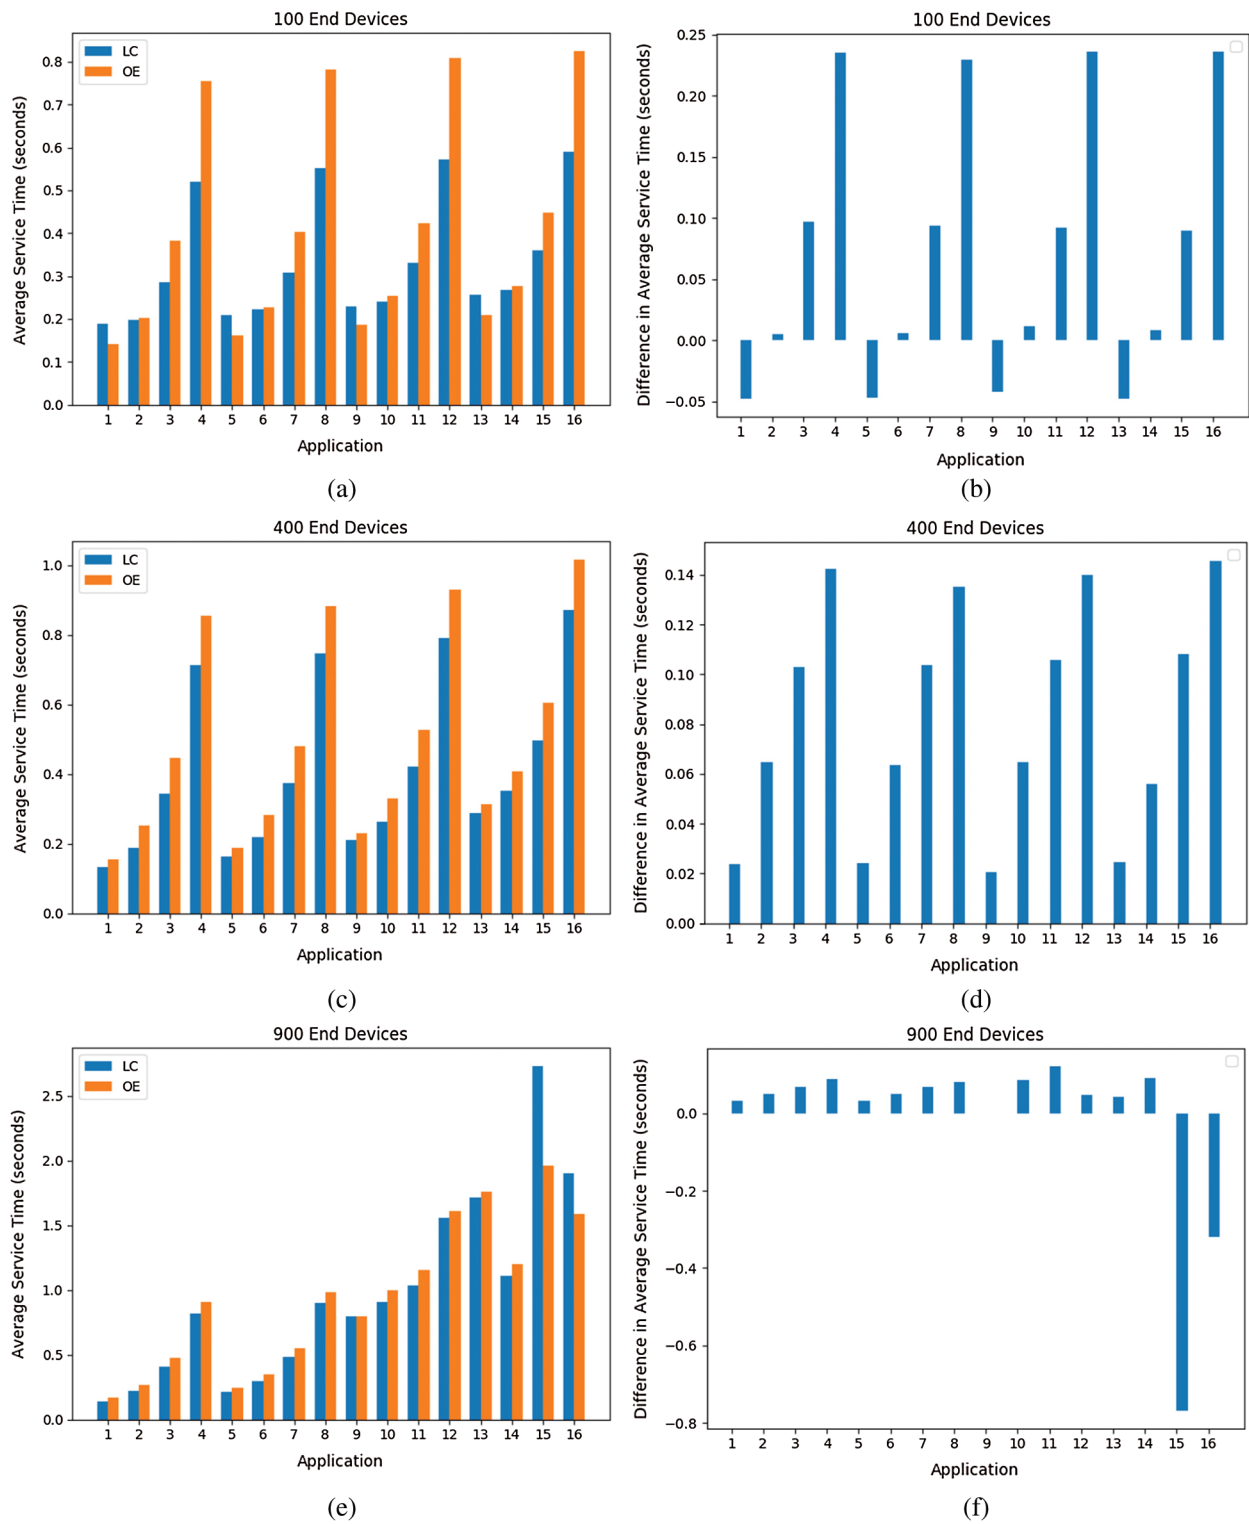 100 End Devices
LC
OE
Average Service Time (seconds)
0.8
0.7
0.6
0.5
0.4
0.3
0.2
0.1
0.0
1 2 3 4 5 6 7 8 9 10 11 12 13 14 15 16
Application
(a)
100 End Devices
Difference in Average Service Time (seconds)
0.25
0.20
0.15
0.10
0.05
0.00
−0.05
1 2 3 4 5 6 7 8 9 10 11 12 13 14 15 16
Application
(b)
400 End Devices
LC
OE
Average Service Time (seconds)
1.0
0.8
0.6
0.4
0.2
0.0
1 2 3 4 5 6 7 8 9 10 11 12 13 14 15 16
Application
(c)
400 End Devices
Difference in Average Service Time (seconds)
0.14
0.12
0.10
0.08
0.06
0.04
0.02
0.00
1 2 3 4 5 6 7 8 9 10 11 12 13 14 15 16
Application
(d)
900 End Devices
LC
OE
Average Service Time (seconds)
2.5
2.0
1.5
1.0
0.5
0.0
1 2 3 4 5 6 7 8 9 10 11 12 13 14 15 16
Application
(e)
900 End Devices
Difference in Average Service Time (seconds)
0.0
−0.2
−0.4
−0.6
−0.8
1 2 3 4 5 6 7 8 9 10 11 12 13 14 15 16
Application
(f)